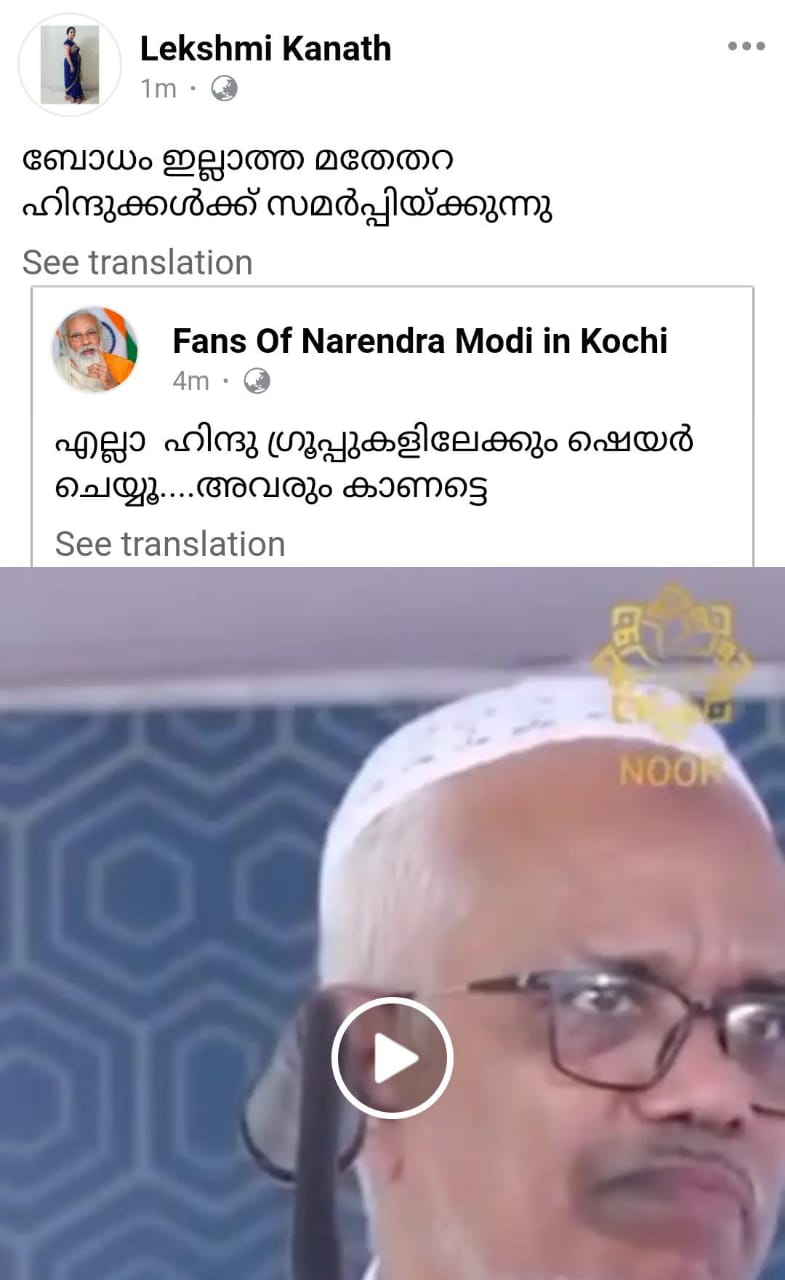 Lekshmi Kanath
1m
ബോധം ഇല്ലാത്ത മതേതറ
ഹിന്ദുക്കൾക്ക് സമർപ്പിയ്ക്കുന്നു
See translation
Fans Of Narendra Modi in Kochi
4m
എല്ലാ ഹിന്ദു ഗ്രൂപ്പുകളിലേക്കും ഷെയർ
ചെയ്യൂ....അവരും കാണട്ടെ
See translation
NOOR